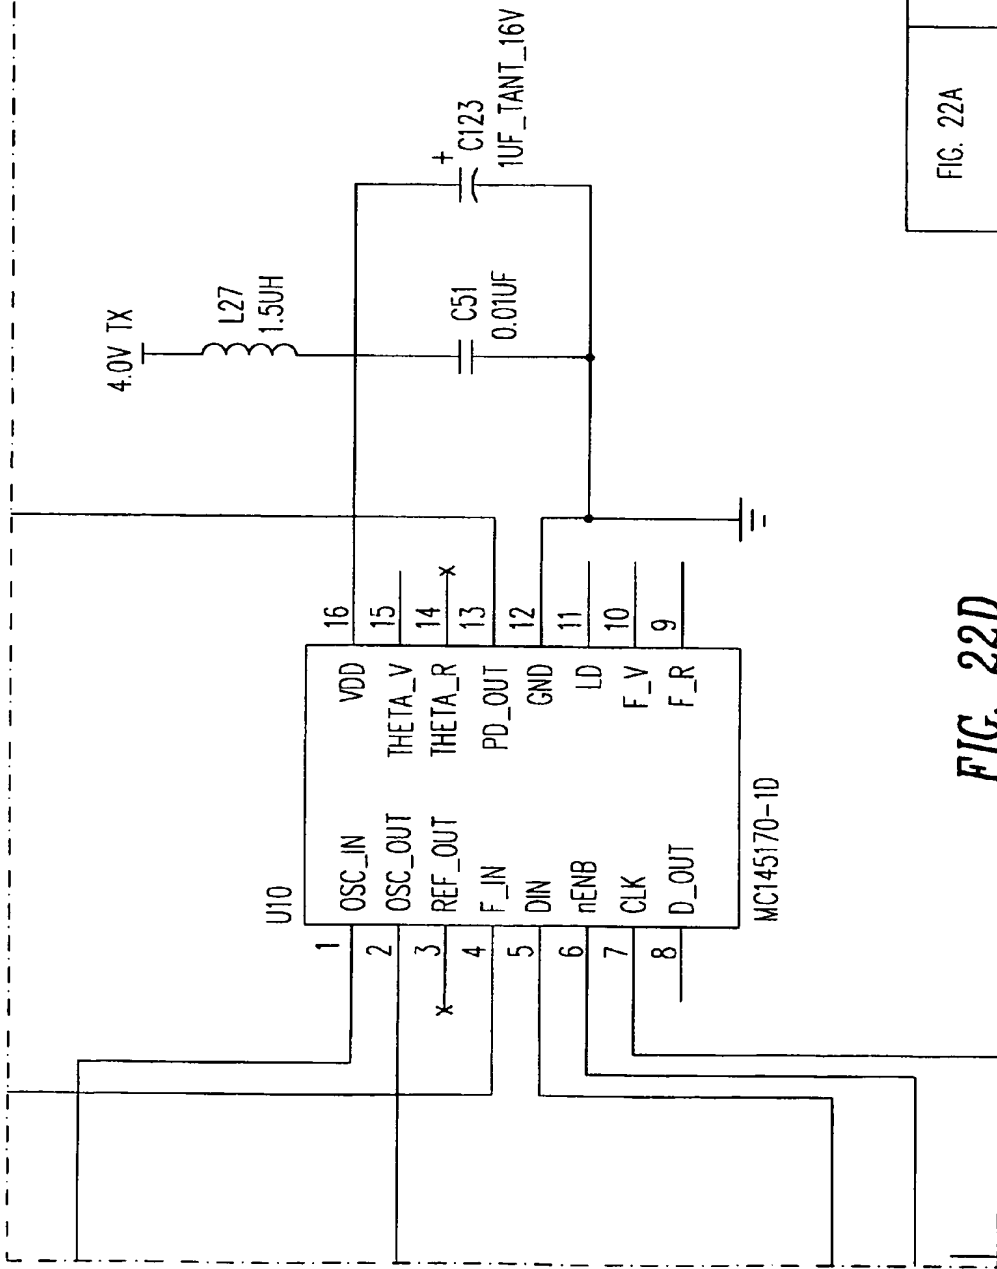 4.0V TX
L27
1.5UH
C51
0.01UF
+
C123
1UF_TANT_16V
U10
1 OSC_IN
2 OSC_OUT
3 REF_OUT
4 F_IN
5 DIN
6 nENB
7 CLK
8 D_OUT
VDD 16
THETA_V 15
THETA_R 14
PD_OUT 13
GND 12
LD 11
F_V 10
F_R 9
x
x
MC145170-1D
FIG. 22D
FIG. 22A